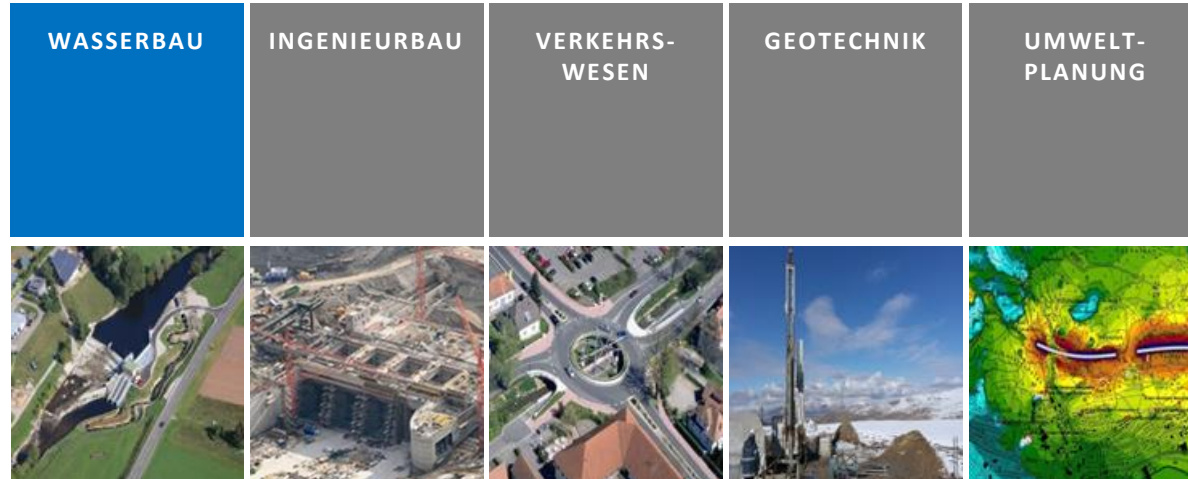 WASSERBAU
INGENIEURBAU
VERKEHRS-
WESEN
GEOTECHNIK
UMWELT-
PLANUNG